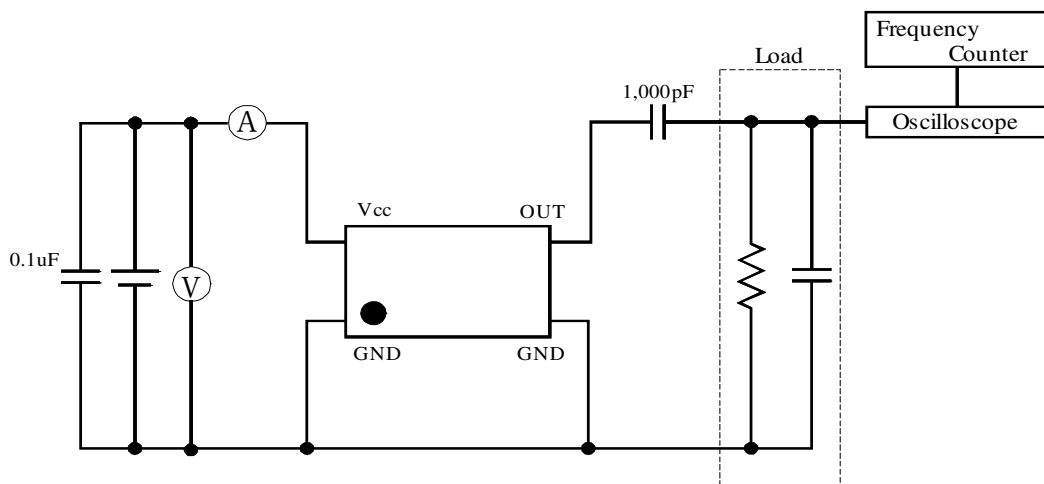 Frequency
Counter
Load
1,000pF
Oscilloscope
A
Vcc
OUT
0.1uF
V
GND
GND